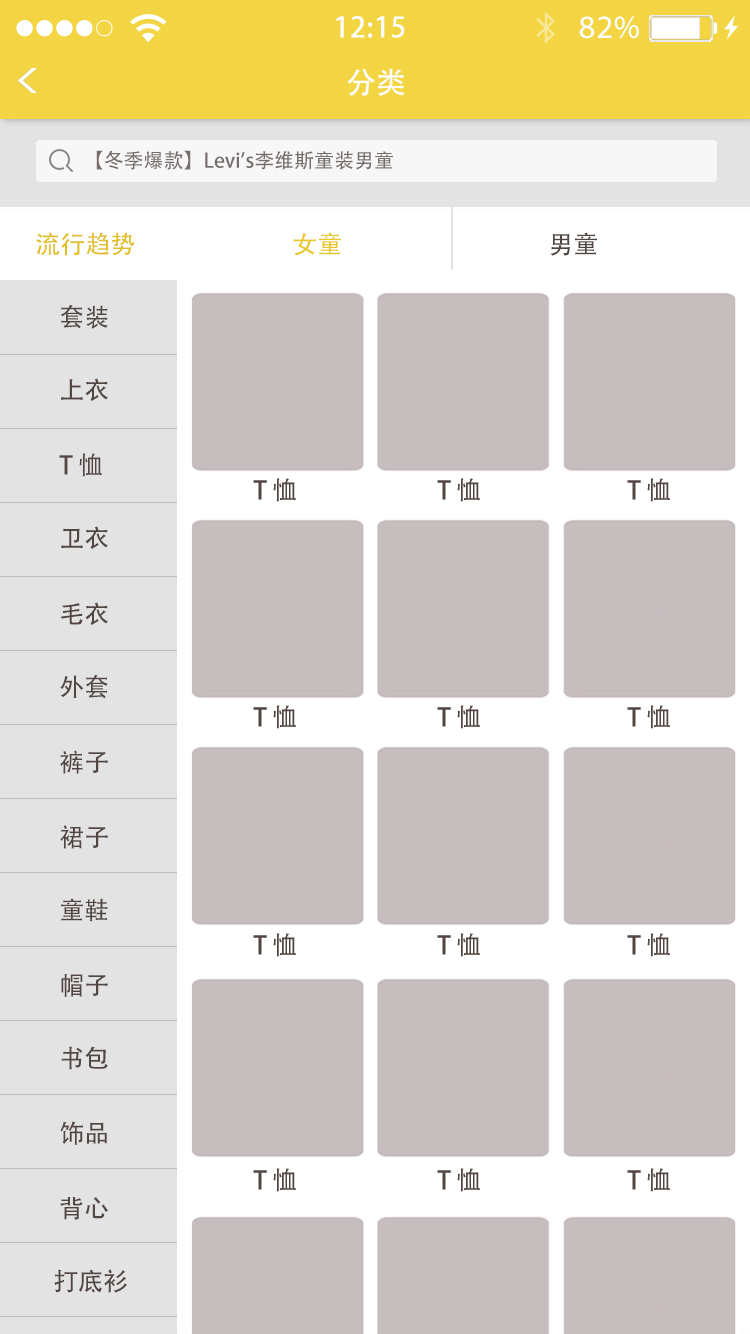 12:15
82%
分类
【冬季爆款】Levi's李维斯童装男童
流行趋势 女童 男童
套装
上衣
T 恤
卫衣
毛衣
外套
裤子
裙子
童鞋
帽子
书包
饰品
背心
打底衫
T 恤 T 恤 T 恤
T 恤 T 恤 T 恤
T 恤 T 恤 T 恤
T 恤 T 恤 T 恤